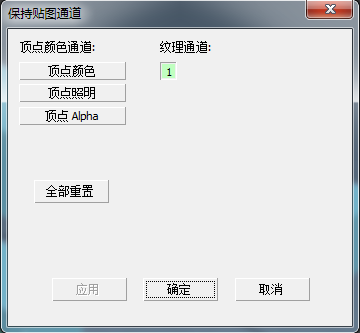 保持贴图通道
顶点颜色通道:
纹理通道:
顶点颜色
1
顶点照明
顶点 Alpha
全部重置
应用
确定
取消